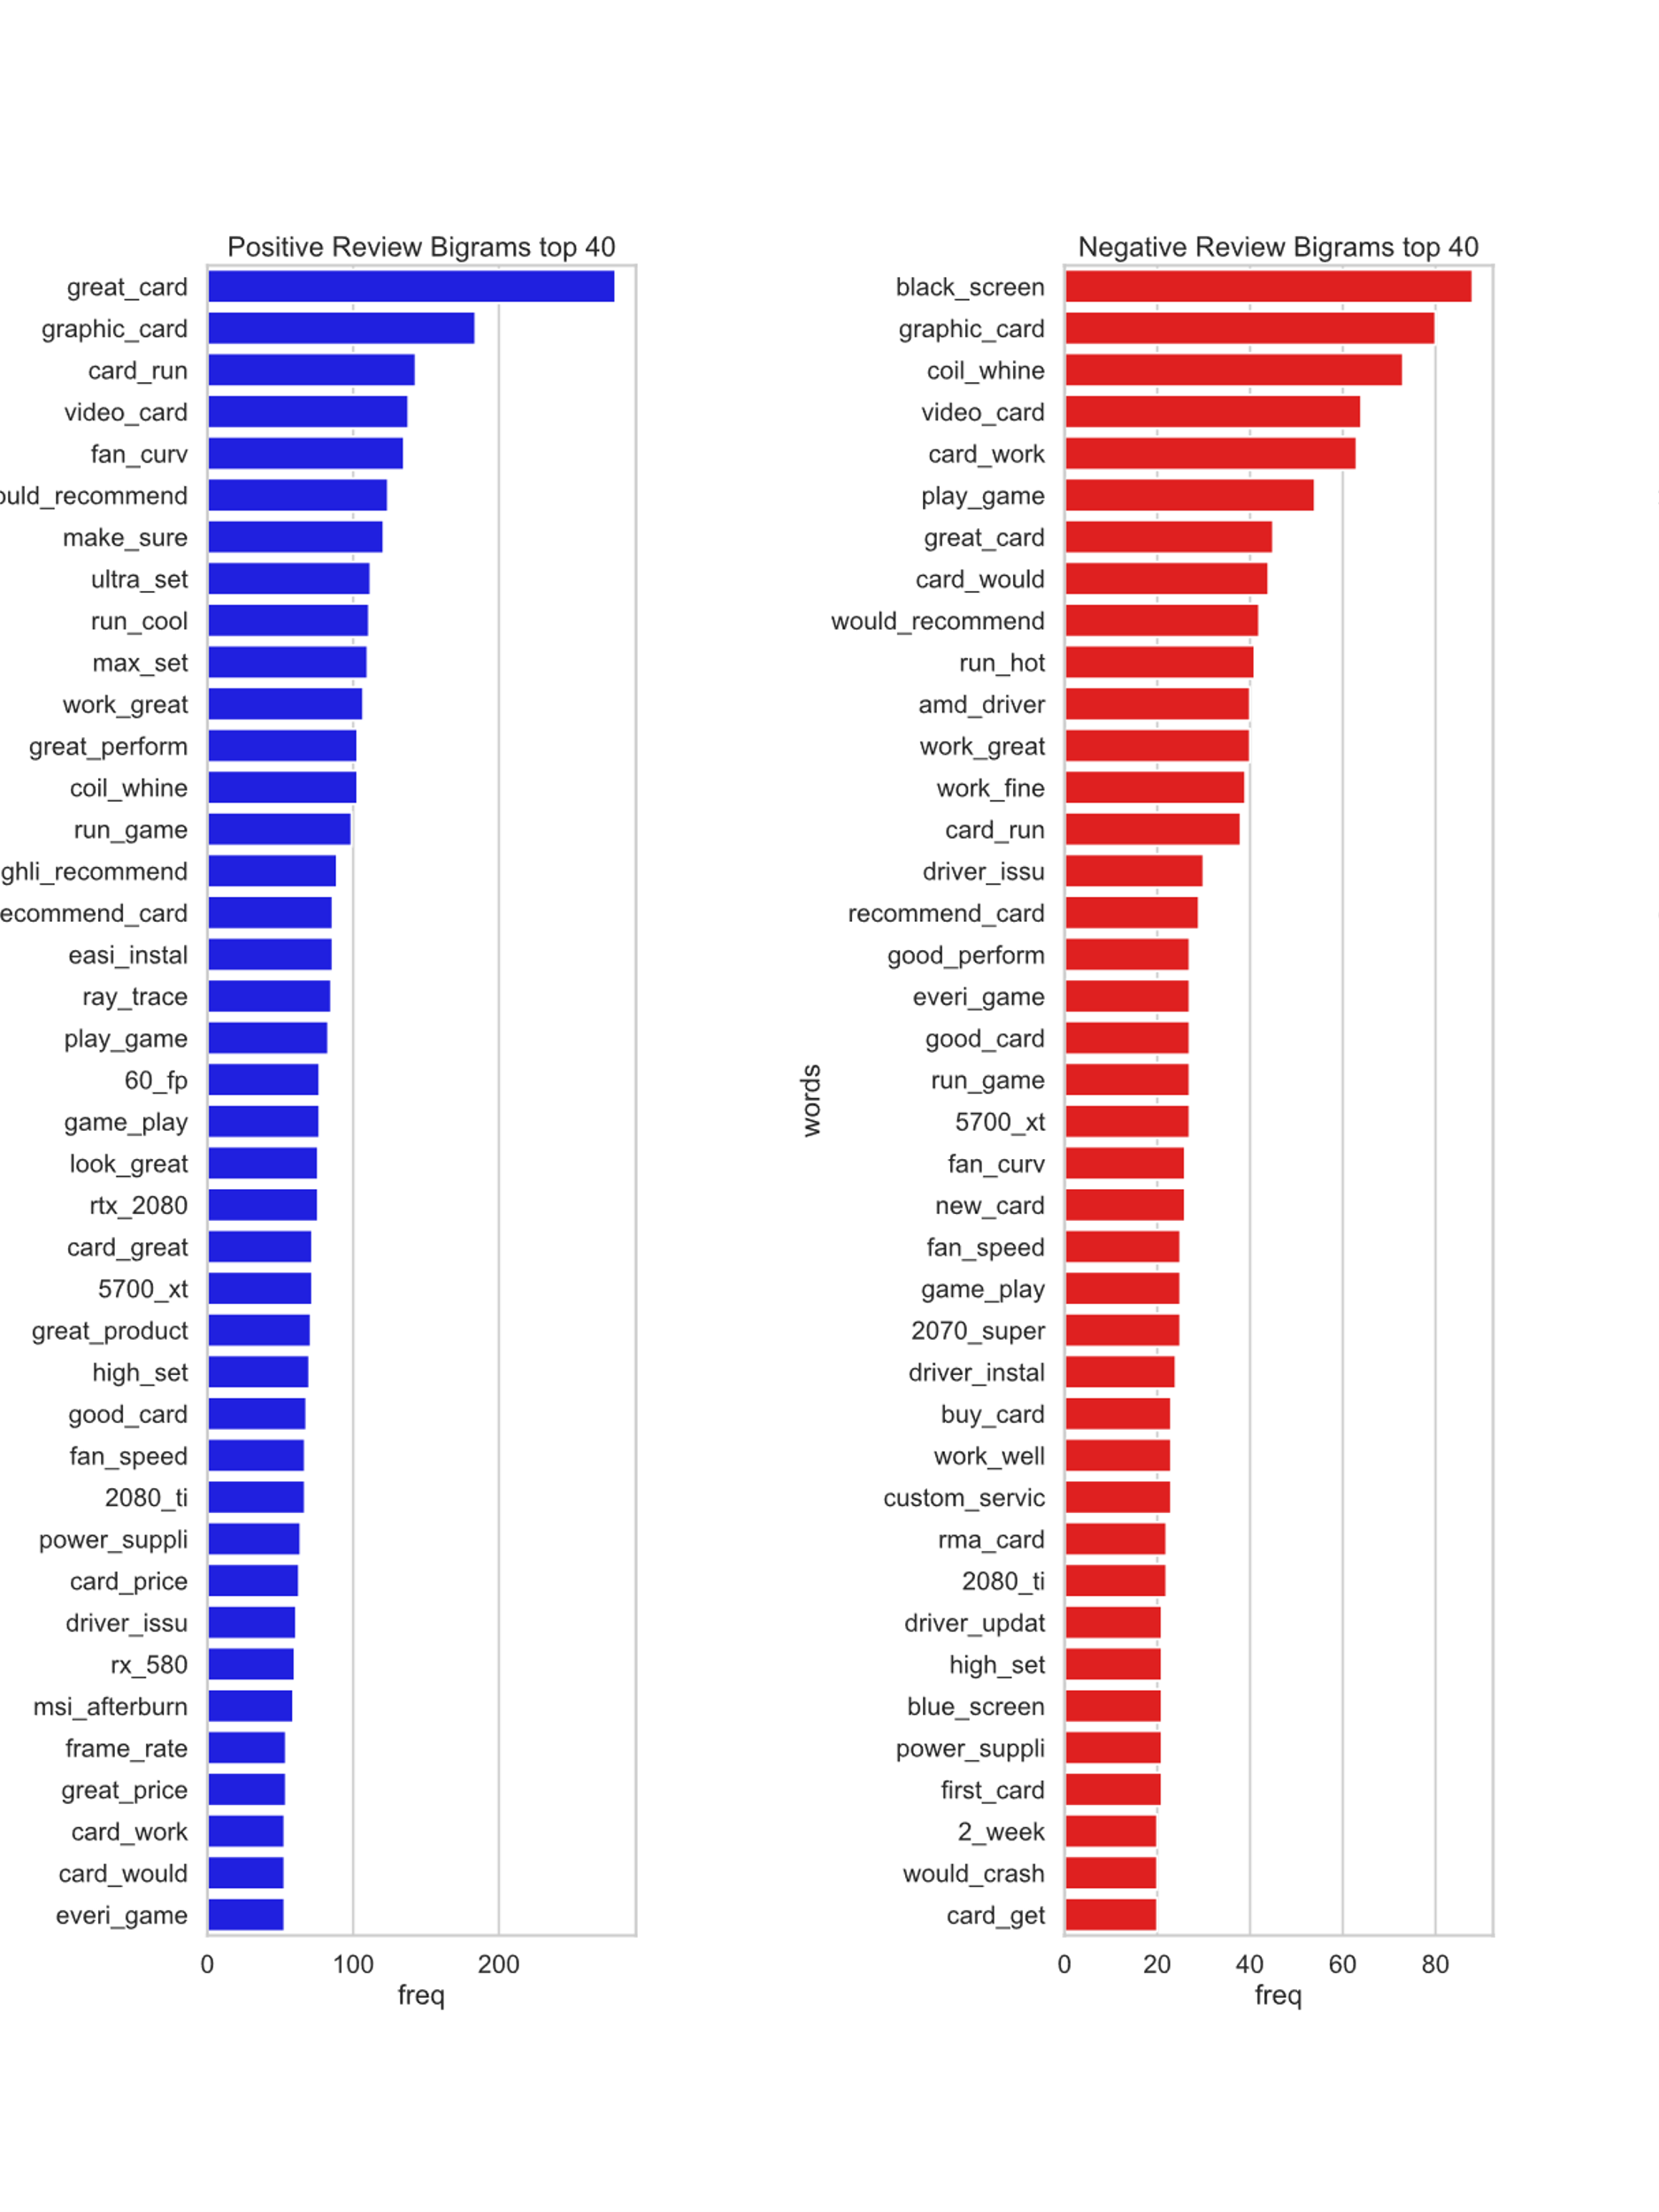 Positive Review Bigrams top 40
great_card
graphic_card
card_run
video_card
fan_curv
ould_recommend
make_sure
ultra_set
run_cool
max_set
work_great
great_perform
coil_whine
run_game
ghli_recommend
ecommend_card
easi_instal
ray_trace
play_game
60_fp
game_play
look_great
rtx_2080
card_great
5700_xt
great_product
high_set
good_card
fan_speed
2080_ti
power_suppli
card_price
driver_issu
rx_580
msi_afterburn
frame_rate
great_price
card_work
card_would
everi_game
0 100 200
freq
Negative Review Bigrams top 40
words
black_screen
graphic_card
coil_whine
video_card
card_work
play_game
great_card
card_would
would_recommend
run_hot
amd_driver
work_great
work_fine
card_run
driver_issu
recommend_card
good_perform
everi_game
good_card
run_game
5700_xt
fan_curv
new_card
fan_speed
game_play
2070_super
driver_instal
buy_card
work_well
custom_servic
rma_card
2080_ti
driver_updat
high_set
blue_screen
power_suppli
first_card
2_week
would_crash
card_get
0 20 40 60 80
freq